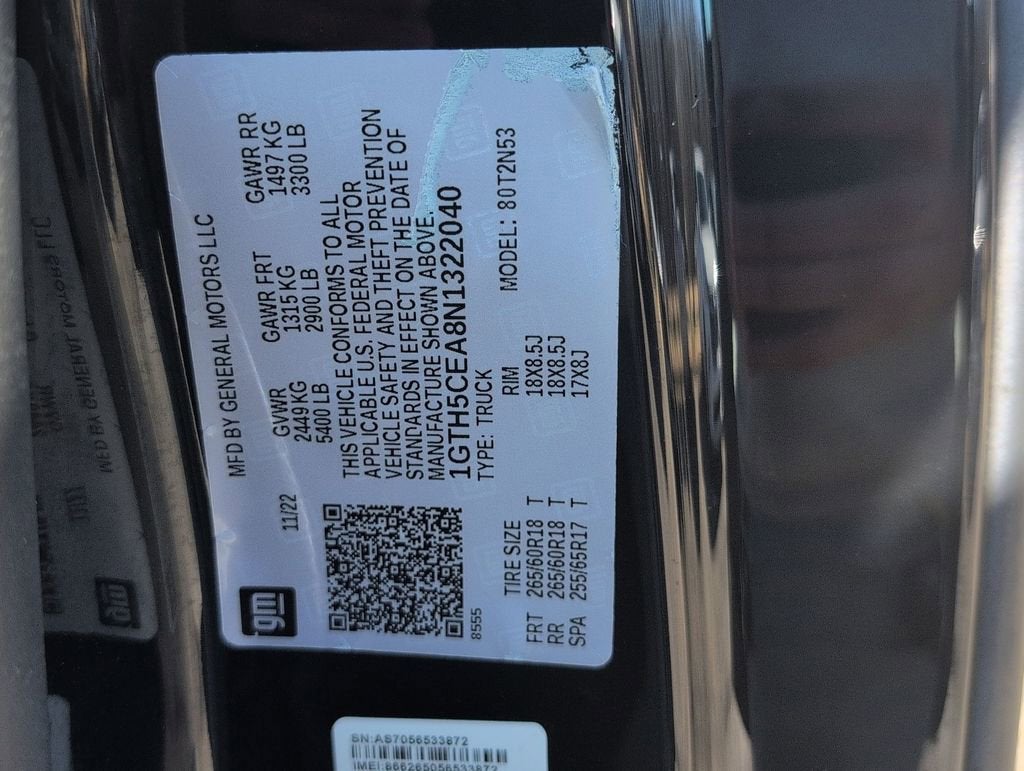 MFD BY GENERAL MOTORS LLC
11/22
GVWR GAWR FRT GAWR RR
2449 KG 1315 KG 1497 KG
5400 LB 2900 LB 3300 LB
THIS VEHICLE CONFORMS TO ALL
APPLICABLE U.S. FEDERAL MOTOR
VEHICLE SAFETY AND THEFT PREVENTION
STANDARDS IN EFFECT ON THE DATE OF
MANUFACTURE SHOWN ABOVE.
1GTH5CEA8N1322040
TYPE: TRUCK MODEL: 80T2N53
gm
8555
TIRE SIZE RIM
FRT 265/60R18 T 18X8.5J
RR 265/60R18 T 18X8.5J
SPA 255/65R17 T 17X8J
SN:AS7056533872
IMEI:866265056533872